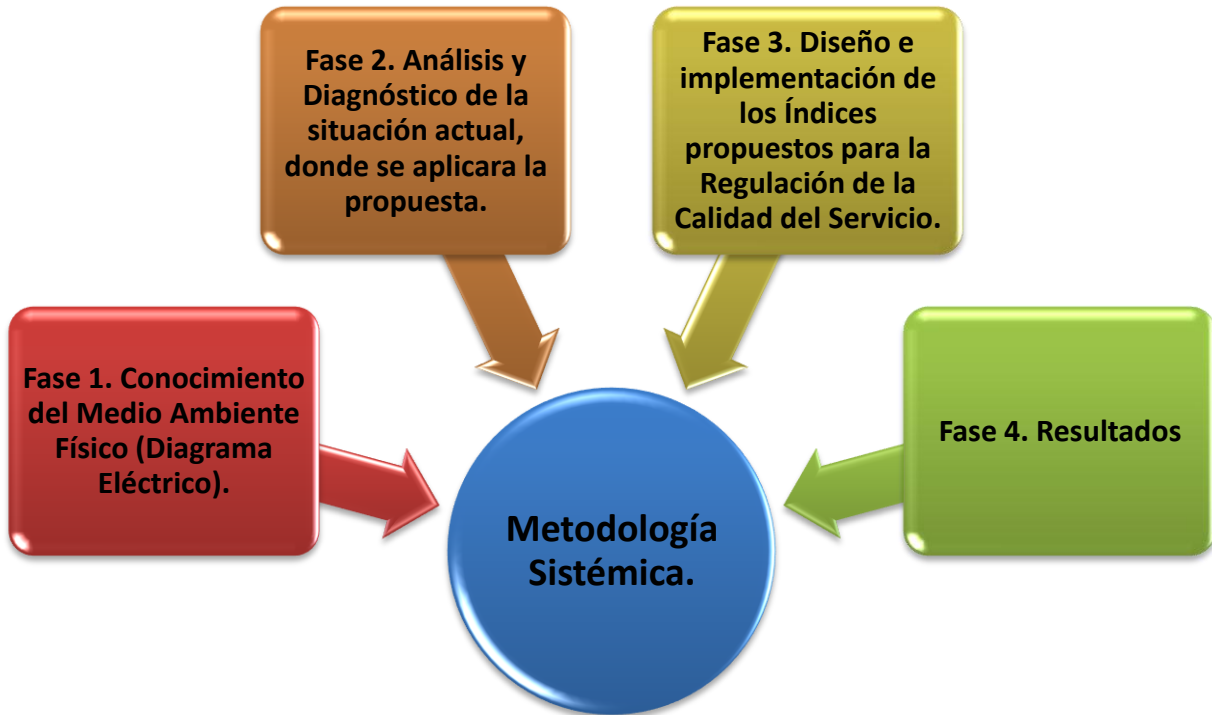 Fase 1. Conocimiento
del Medio Ambiente
Físico (Diagrama
Eléctrico).
Fase 2. Análisis y
Diagnóstico de la
situación actual,
donde se aplicara la
propuesta.
Fase 3. Diseño e
implementación de
los Índices
propuestos para la
Regulación de la
Calidad del Servicio.
Fase 4. Resultados
Metodología
Sistémica.